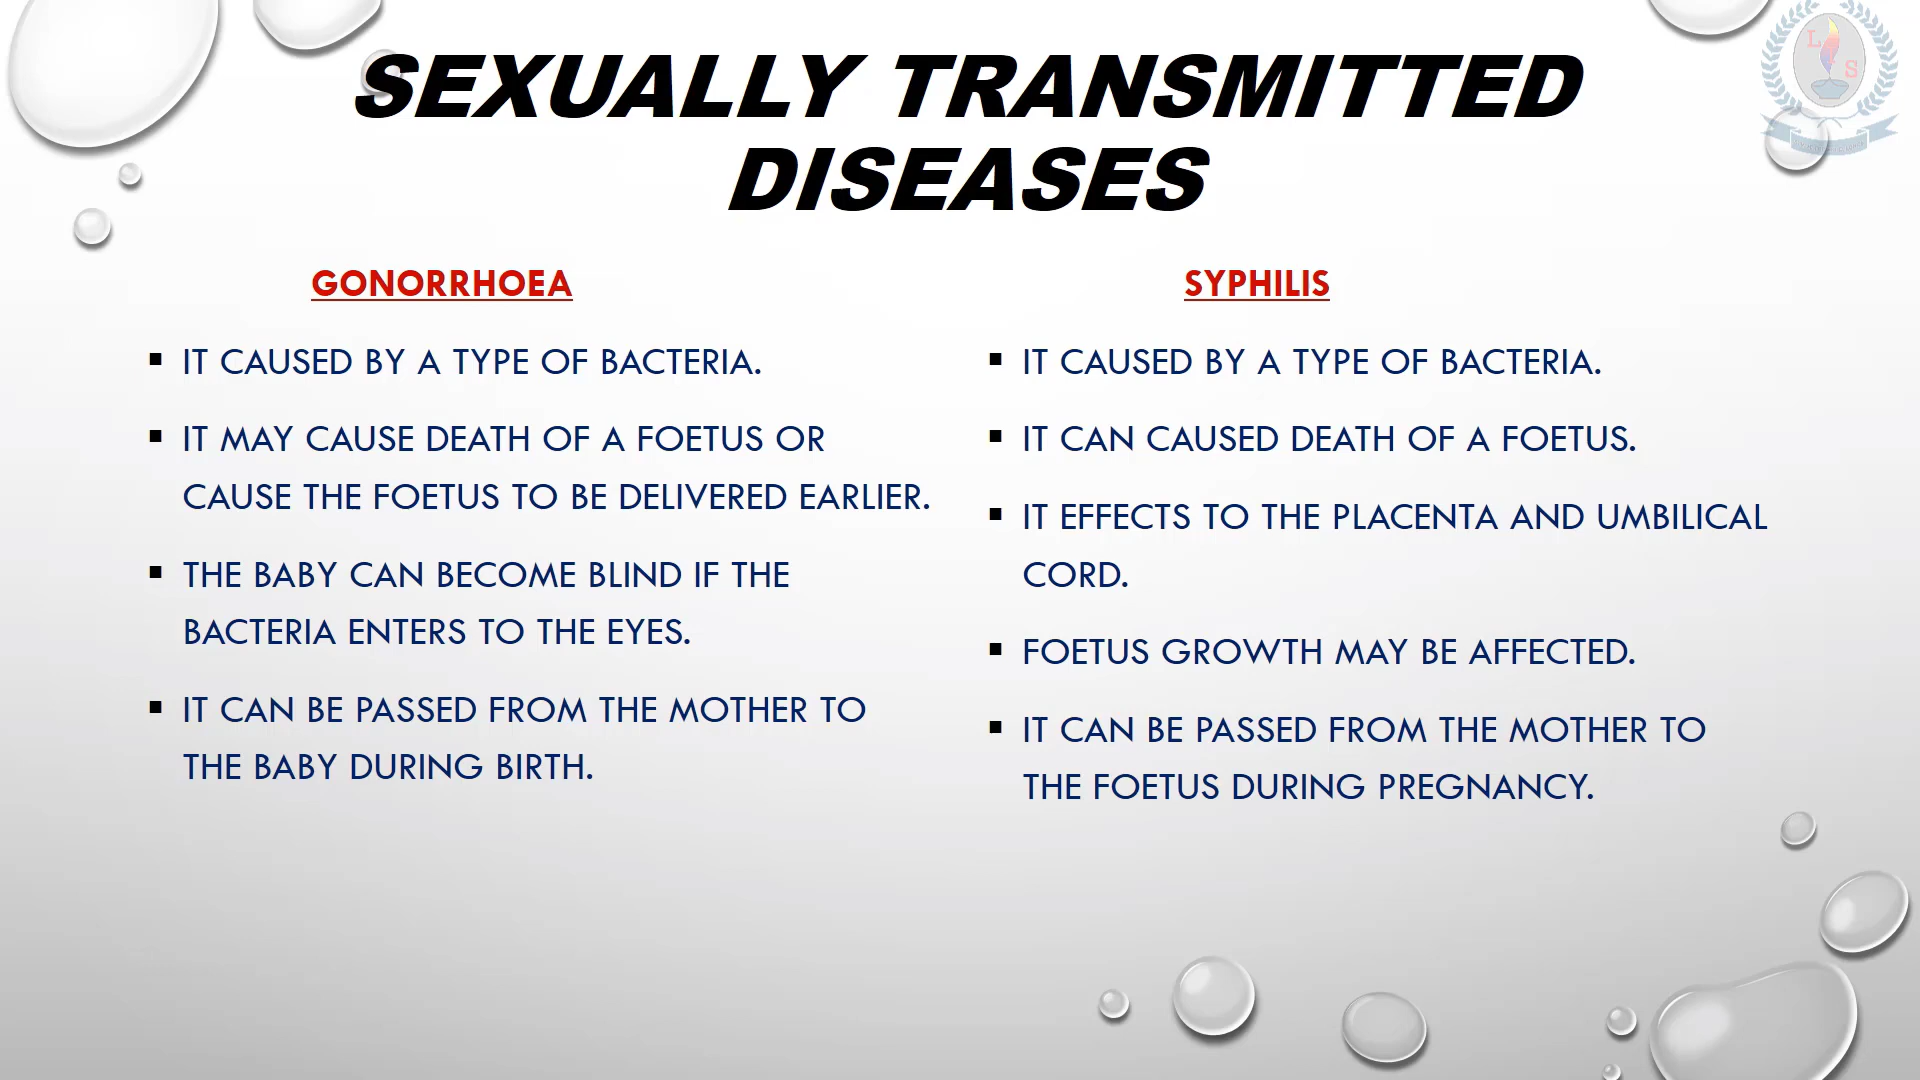 SEXUALLY TRANSMITTED
DISEASES
GONORRHOEA
▪ IT CAUSED BY A TYPE OF BACTERIA.
▪ IT MAY CAUSE DEATH OF A FOETUS OR
CAUSE THE FOETUS TO BE DELIVERED EARLIER.
▪ THE BABY CAN BECOME BLIND IF THE
BACTERIA ENTERS TO THE EYES.
▪ IT CAN BE PASSED FROM THE MOTHER TO
THE BABY DURING BIRTH.
SYPHILIS
▪ IT CAUSED BY A TYPE OF BACTERIA.
▪ IT CAN CAUSED DEATH OF A FOETUS.
▪ IT EFFECTS TO THE PLACENTA AND UMBILICAL
CORD.
▪ FOETUS GROWTH MAY BE AFFECTED.
▪ IT CAN BE PASSED FROM THE MOTHER TO
THE FOETUS DURING PREGNANCY.
L
S